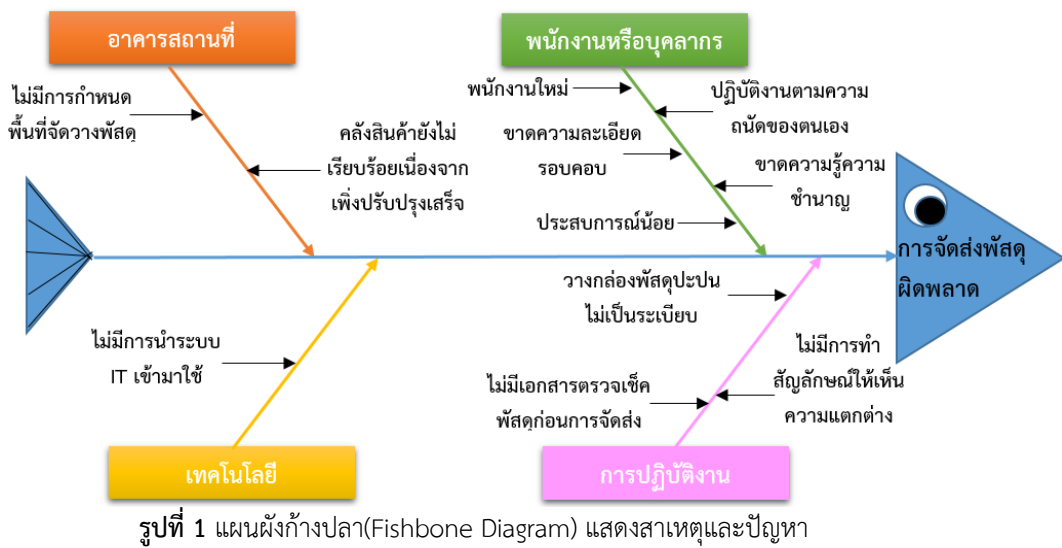 อาคารสถานที่
ไม่มีการกำหนด
พื้นที่จัดวางพัสดุ
คลังสินค้ายังไม่
เรียบร้อยเนื่องจาก
เพิ่งปรับปรุงเสร็จ
พนักงานหรือบุคลากร
พนักงานใหม่
ปฏิบัติงานตามความ
ถนัดของตนเอง
ขาดความละเอียด
รอบคอบ
ขาดความรู้ความ
ชำนาญ
ประสบการณ์น้อย
การจัดส่งพัสดุ
ผิดพลาด
ไม่มีการนำระบบ
IT เข้ามาใช้
เทคโนโลยี
วางกล่องพัสดุปะปน
ไม่เป็นระเบียบ
ไม่มีการทำ
สัญลักษณ์ให้เห็น
ความแตกต่าง
ไม่มีเอกสารตรวจเช็ค
พัสดุก่อนการจัดส่ง
การปฏิบัติงาน
รูปที่ 1 แผนผังก้างปลา(Fishbone Diagram) แสดงสาเหตุและปัญหา